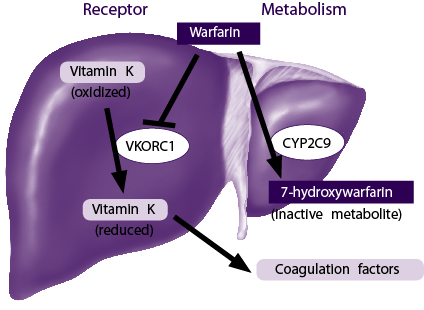 Receptor
Metabolism
Warfarin
Vitamin K
(oxidized)
VKORC1
CYP2C9
7-hydroxywarfarin
(inactive metabolite)
Vitamin K
(reduced)
Coagulation factors